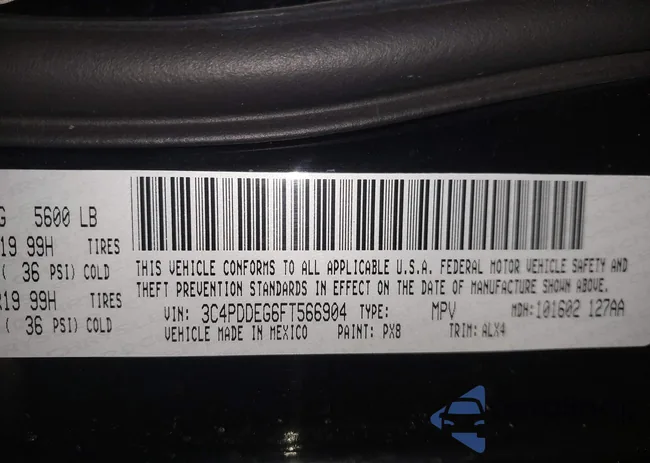 G 5600 LB
19 99H TIRES
( 36 PSI) COLD
R19 99H TIRES
( 36 PSI) COLD
THIS VEHICLE CONFORMS TO ALL APPLICABLE U.S.A. FEDERAL MOTOR VEHICLE SAFETY AND
THEFT PREVENTION STANDARDS IN EFFECT ON THE DATE OF MANUFACTURE SHOWN ABOVE.
VIN: 3C4PDDEG6FT566904 TYPE: MPV MDH:101602 127AA
VEHICLE MADE IN MEXICO PAINT: PX8 TRIM: ALX4